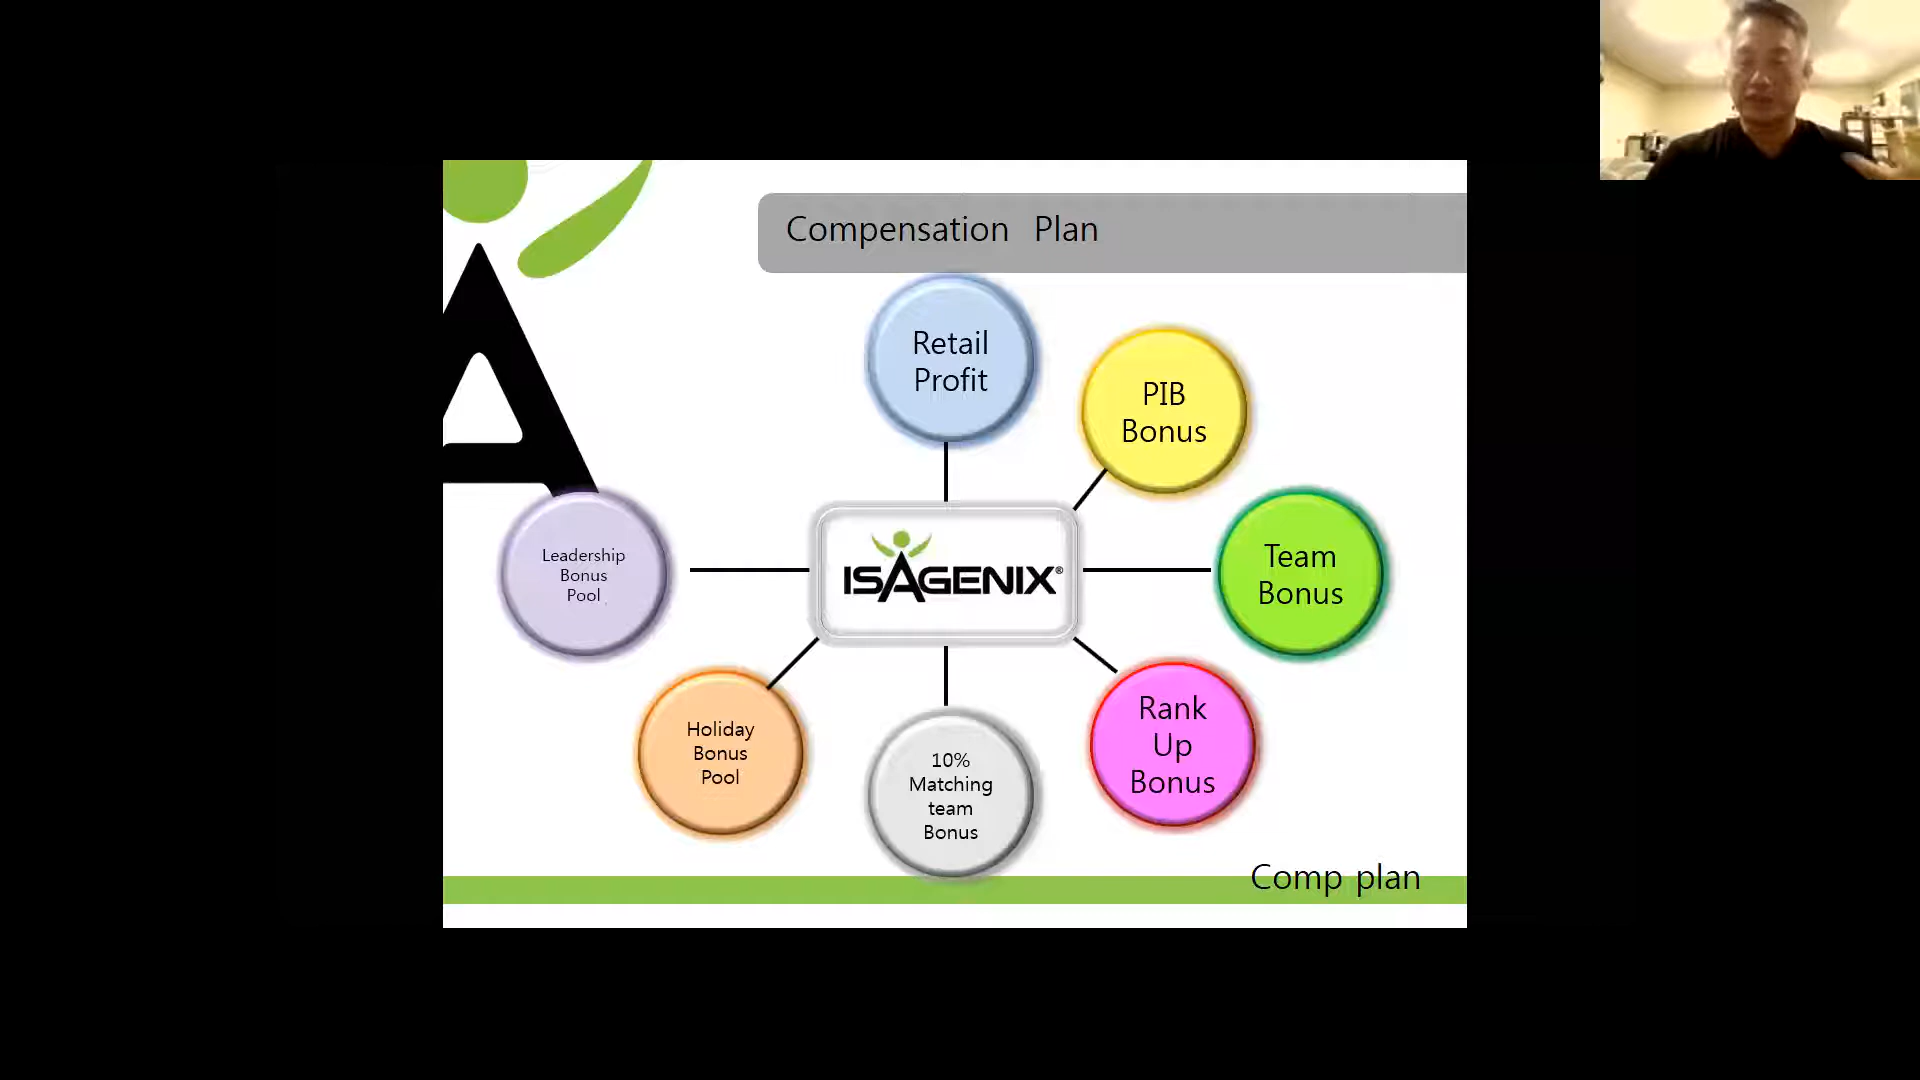 Compensation Plan
Retail
Profit
PIB
Bonus
Team
Bonus
Rank
Up
Bonus
10%
Matching
team
Bonus
Holiday
Bonus
Pool
Leadership
Bonus
Pool
ISAGENIX®
Comp plan